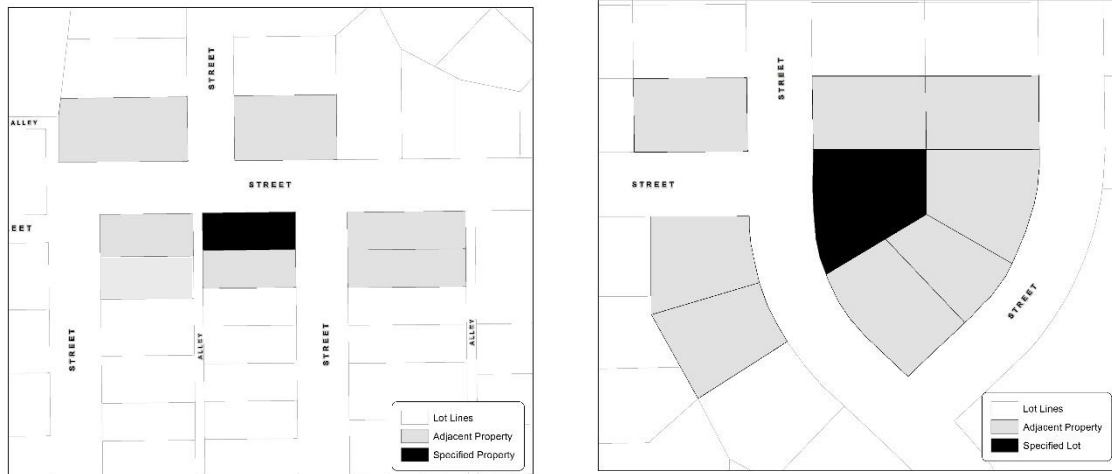 STREET
ALLEY
STREET
EET
STREET
ALLEY
STREET
ALLEY
Lot Lines
Adjacent Property
Specified Property
STREET
STREET
STREET
Lot Lines
Adjacent Property
Specified Lot